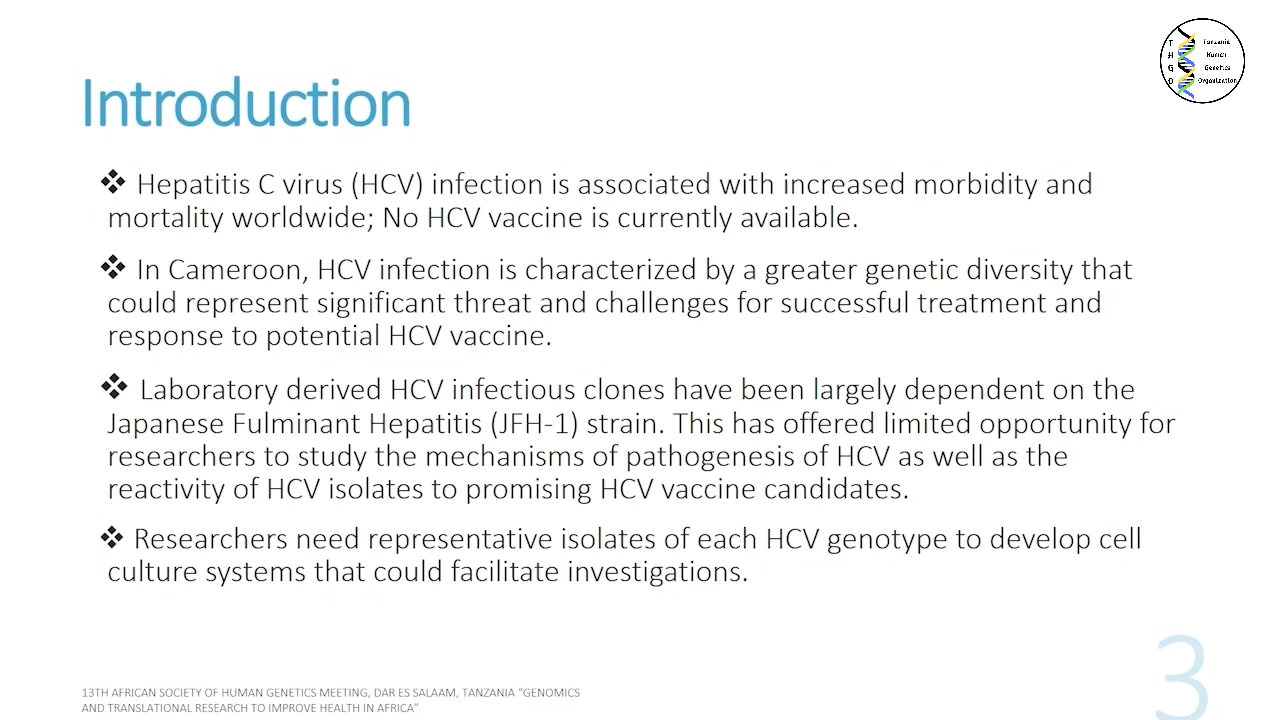 Introduction
❖ Hepatitis C virus (HCV) infection is associated with increased morbidity and
mortality worldwide; No HCV vaccine is currently available.
❖ In Cameroon, HCV infection is characterized by a greater genetic diversity that
could represent significant threat and challenges for successful treatment and
response to potential HCV vaccine.
❖ Laboratory derived HCV infectious clones have been largely dependent on the
Japanese Fulminant Hepatitis (JFH-1) strain. This has offered limited opportunity for
researchers to study the mechanisms of pathogenesis of HCV as well as the
reactivity of HCV isolates to promising HCV vaccine candidates.
❖ Researchers need representative isolates of each HCV genotype to develop cell
culture systems that could facilitate investigations.
13TH AFRICAN SOCIETY OF HUMAN GENETICS MEETING, DAR ES SALAAM, TANZANIA “GENOMICS
AND TRANSLATIONAL RESEARCH TO IMPROVE HEALTH IN AFRICA”
3
T Tanzania
H Human
G Genetics
O Organization